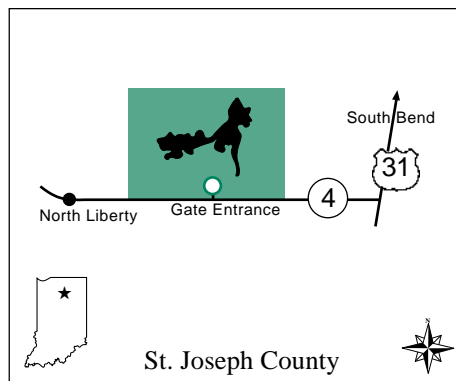 South Bend
31
4
North Liberty
Gate Entrance
N
St. Joseph County